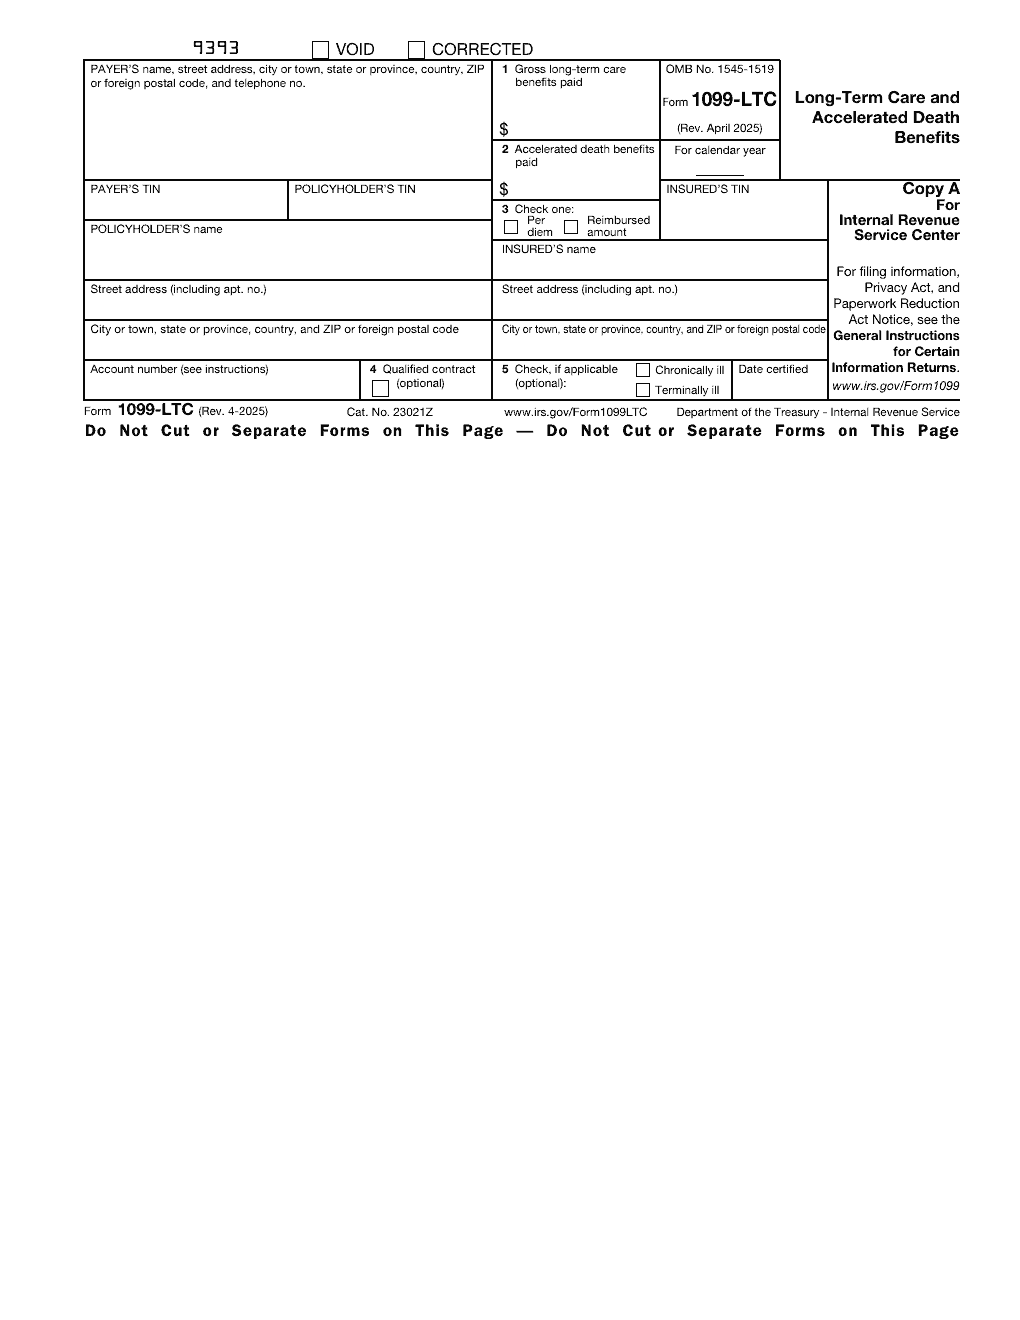 9393 VOID CORRECTED
PAYER'S name, street address, city or town, state or province, country, ZIP
or foreign postal code, and telephone no.
1 Gross long-term care
benefits paid
$
2 Accelerated death benefits
paid
$
OMB No. 1545-1519
Form 1099-LTC
(Rev. April 2025)
For calendar year
Long-Term Care and
Accelerated Death
Benefits
PAYER'S TIN
POLICYHOLDER'S TIN
3 Check one:
Per
diem
Reimbursed
amount
INSURED'S TIN
Copy A
For
Internal Revenue
Service Center
For filing information,
Privacy Act, and
Paperwork Reduction
Act Notice, see the
General Instructions
for Certain
Information Returns.
www.irs.gov/Form1099
POLICYHOLDER'S name
INSURED'S name
Street address (including apt. no.)
Street address (including apt. no.)
City or town, state or province, country, and ZIP or foreign postal code
City or town, state or province, country, and ZIP or foreign postal code
Account number (see instructions)
4 Qualified contract
(optional)
5 Check, if applicable
(optional):
Chronically ill
Terminally ill
Date certified
Form 1099-LTC (Rev. 4-2025) Cat. No. 23021Z www.irs.gov/Form1099LTC Department of the Treasury - Internal Revenue Service
Do Not Cut or Separate Forms on This Page — Do Not Cut or Separate Forms on This Page